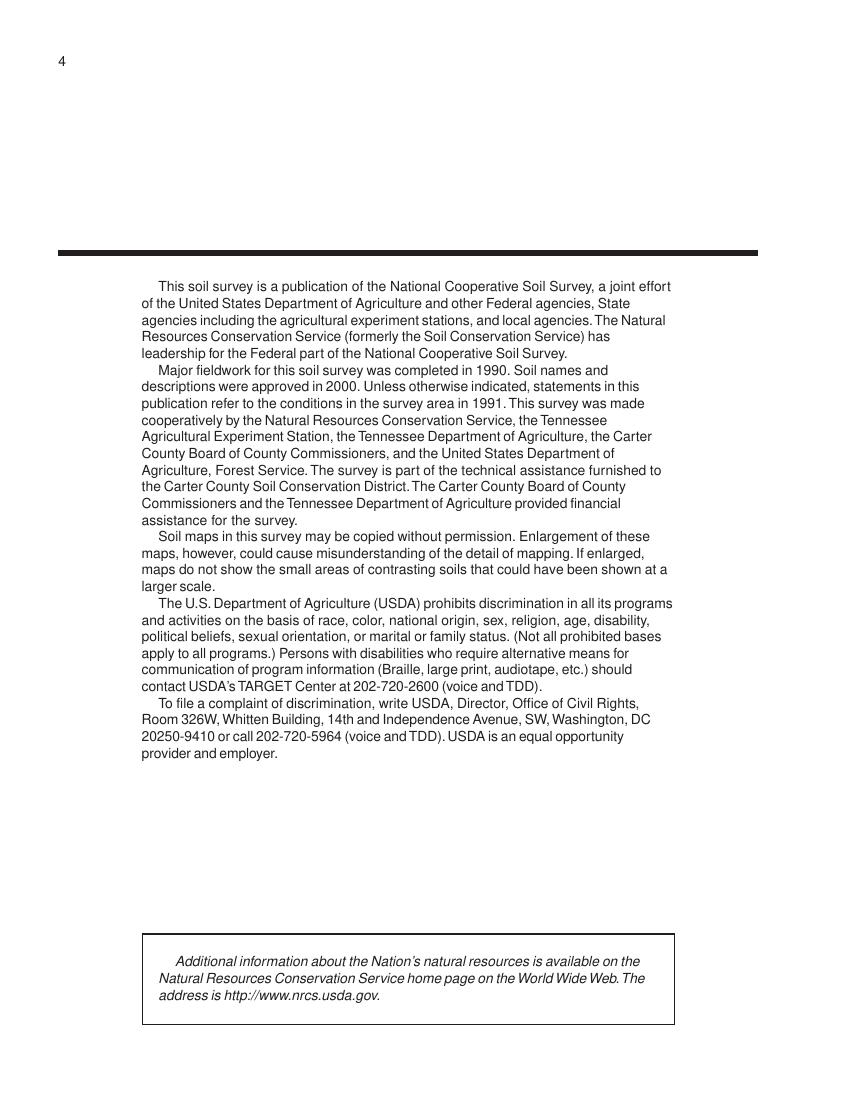 4
This soil survey is a publication of the National Cooperative Soil Survey, a joint effort
of the United States Department of Agriculture and other Federal agencies, State
agencies including the agricultural experiment stations, and local agencies. The Natural
Resources Conservation Service (formerly the Soil Conservation Service) has
leadership for the Federal part of the National Cooperative Soil Survey.
Major fieldwork for this soil survey was completed in 1990. Soil names and
descriptions were approved in 2000. Unless otherwise indicated, statements in this
publication refer to the conditions in the survey area in 1991. This survey was made
cooperatively by the Natural Resources Conservation Service, the Tennessee
Agricultural Experiment Station, the Tennessee Department of Agriculture, the Carter
County Board of County Commissioners, and the United States Department of
Agriculture, Forest Service. The survey is part of the technical assistance furnished to
the Carter County Soil Conservation District. The Carter County Board of County
Commissioners and the Tennessee Department of Agriculture provided financial
assistance for the survey.
Soil maps in this survey may be copied without permission. Enlargement of these
maps, however, could cause misunderstanding of the detail of mapping. If enlarged,
maps do not show the small areas of contrasting soils that could have been shown at a
larger scale.
The U.S. Department of Agriculture (USDA) prohibits discrimination in all its programs
and activities on the basis of race, color, national origin, sex, religion, age, disability,
political beliefs, sexual orientation, or marital or family status. (Not all prohibited bases
apply to all programs.) Persons with disabilities who require alternative means for
communication of program information (Braille, large print, audiotape, etc.) should
contact USDA's TARGET Center at 202-720-2600 (voice and TDD).
To file a complaint of discrimination, write USDA, Director, Office of Civil Rights,
Room 326W, Whitten Building, 14th and Independence Avenue, SW, Washington, DC
20250-9410 or call 202-720-5964 (voice and TDD). USDA is an equal opportunity
provider and employer.
Additional information about the Nation's natural resources is available on the
Natural Resources Conservation Service home page on the World Wide Web. The
address is http://www.nrcs.usda.gov.